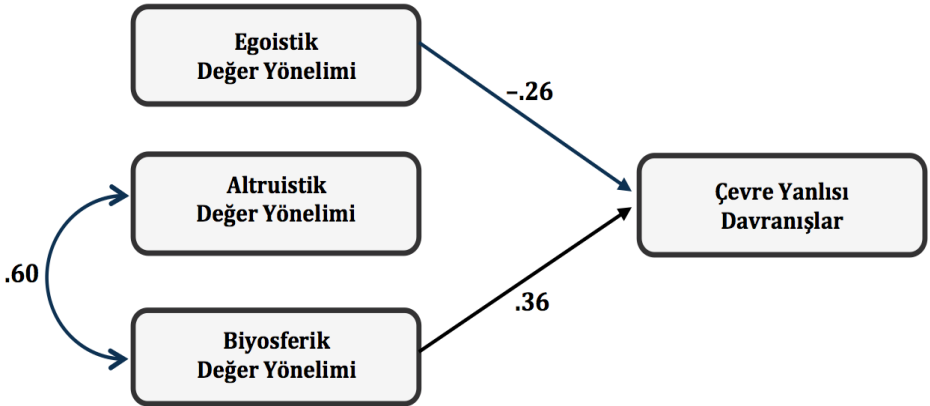 Egoistik
Değer Yönelimi
–.26
Altruistik
Değer Yönelimi
Çevre Yanlısı
Davranışlar
.60
.36
Biyosferik
Değer Yönelimi